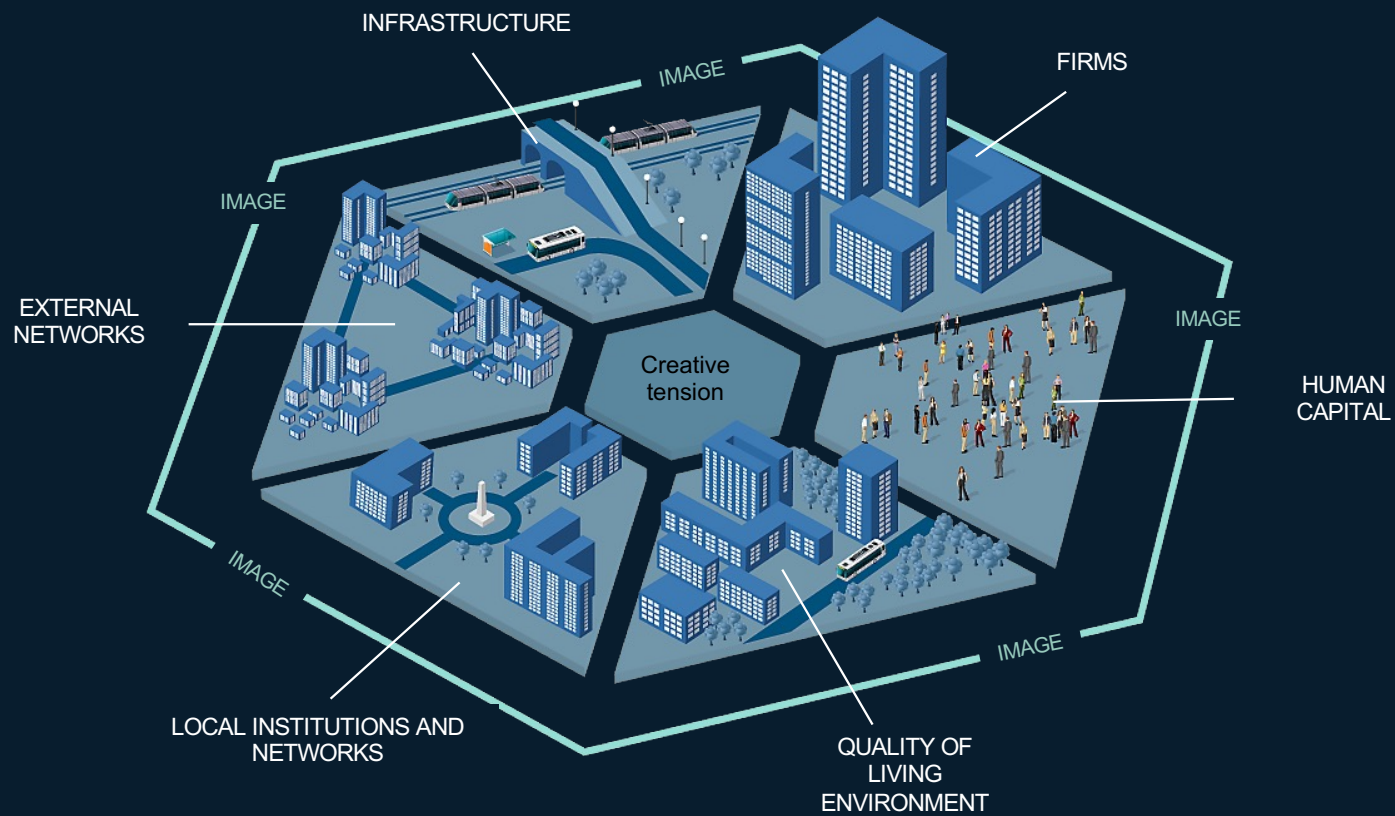 INFRASTRUCTURE
IMAGE
FIRMS
IMAGE
EXTERNAL
NETWORKS
IMAGE
Creative
tension
HUMAN
CAPITAL
IMAGE
IMAGE
LOCAL INSTITUTIONS AND
NETWORKS
QUALITY OF
LIVING
ENVIRONMENT